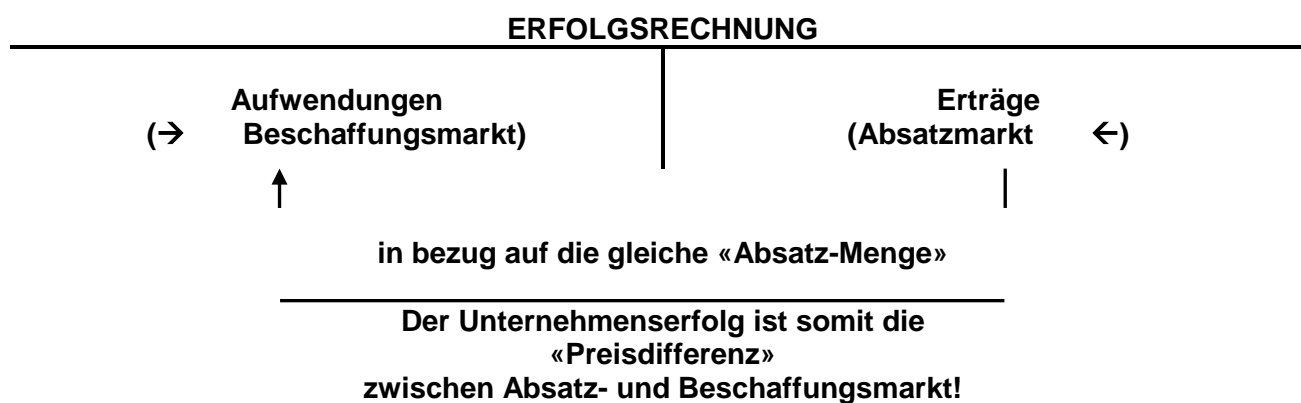 ERFOLGSRECHNUNG
Aufwendungen
(→ Beschaffungsmarkt)
Erträge
(Absatzmarkt ←)
in bezug auf die gleiche «Absatz-Menge»
Der Unternehmenserfolg ist somit die
«Preisdifferenz»
zwischen Absatz- und Beschaffungsmarkt!